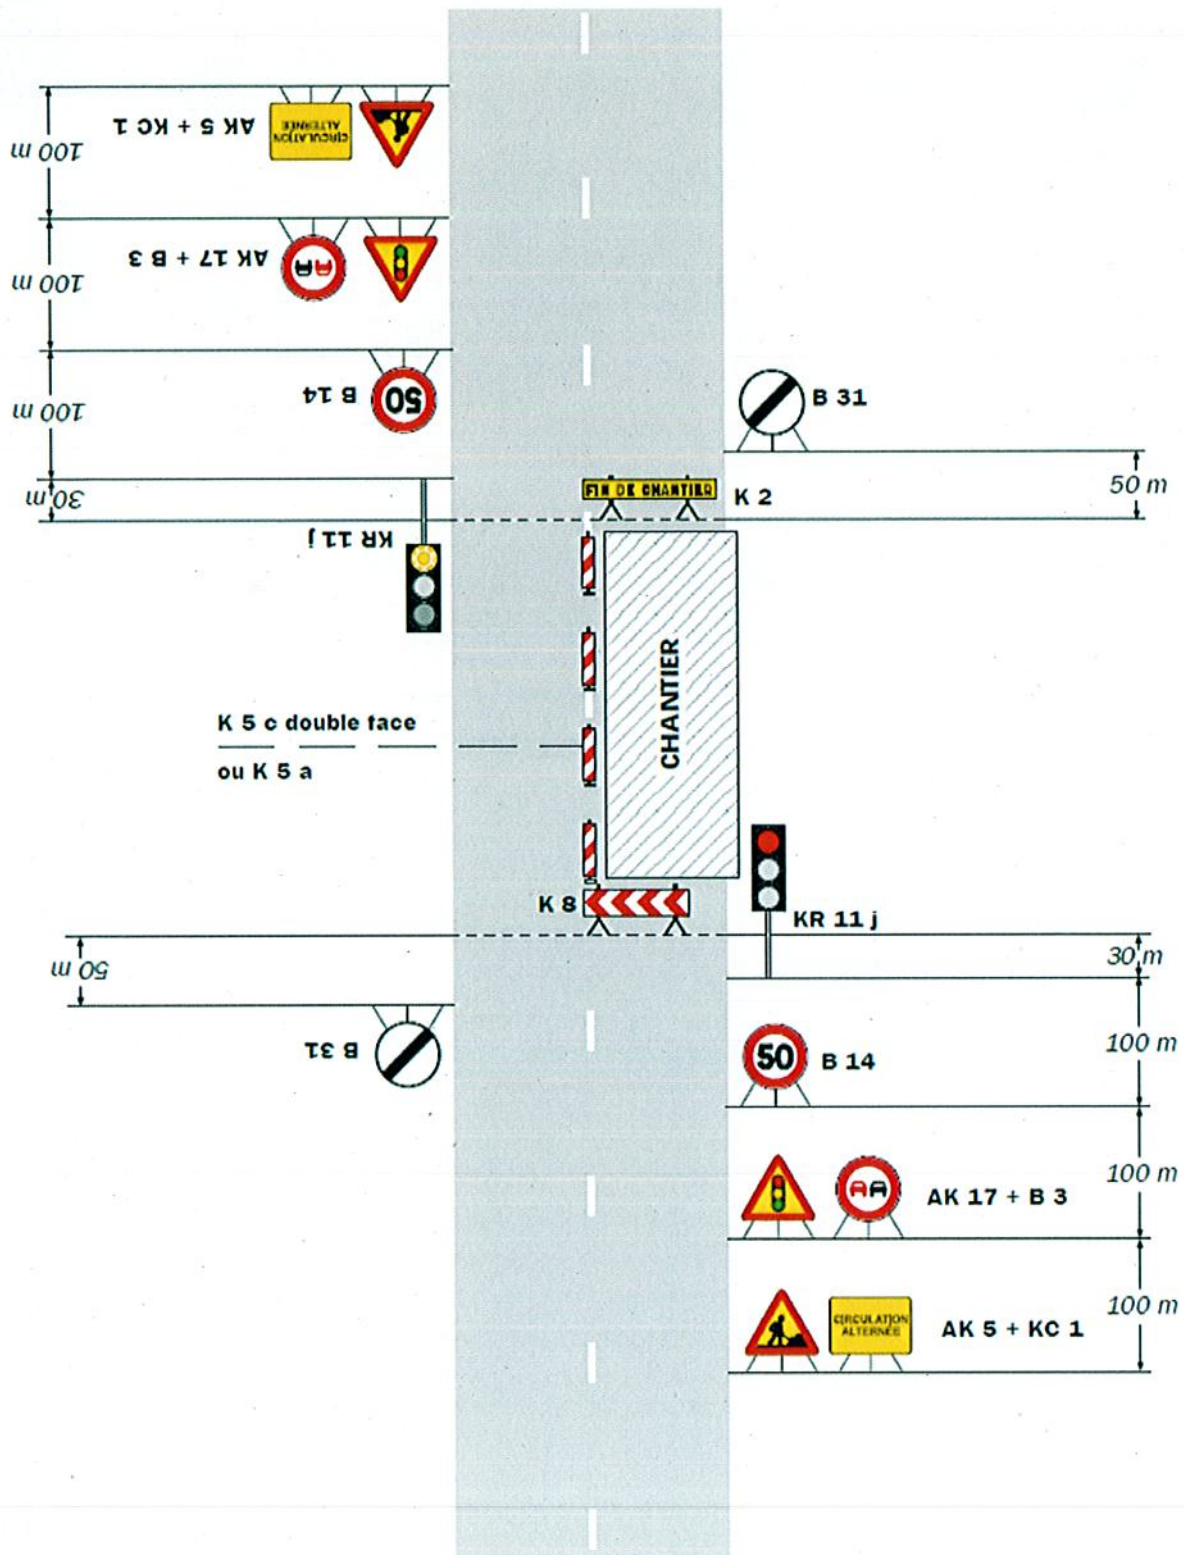 AK 5 + KC 1
CIRCULATION
ALTERNÉE
100 m
AK 17 + B 3
100 m
B 14
50
100 m
30 m
KR 11 j
B 31
50 m
FIN DE CHANTIER
K 2
CHANTIER
K 5 c double face
ou K 5 a
K 8
KR 11 j
30 m
50 m
B 31
50
B 14
100 m
AK 17 + B 3
100 m
CIRCULATION
ALTERNÉE
AK 5 + KC 1
100 m